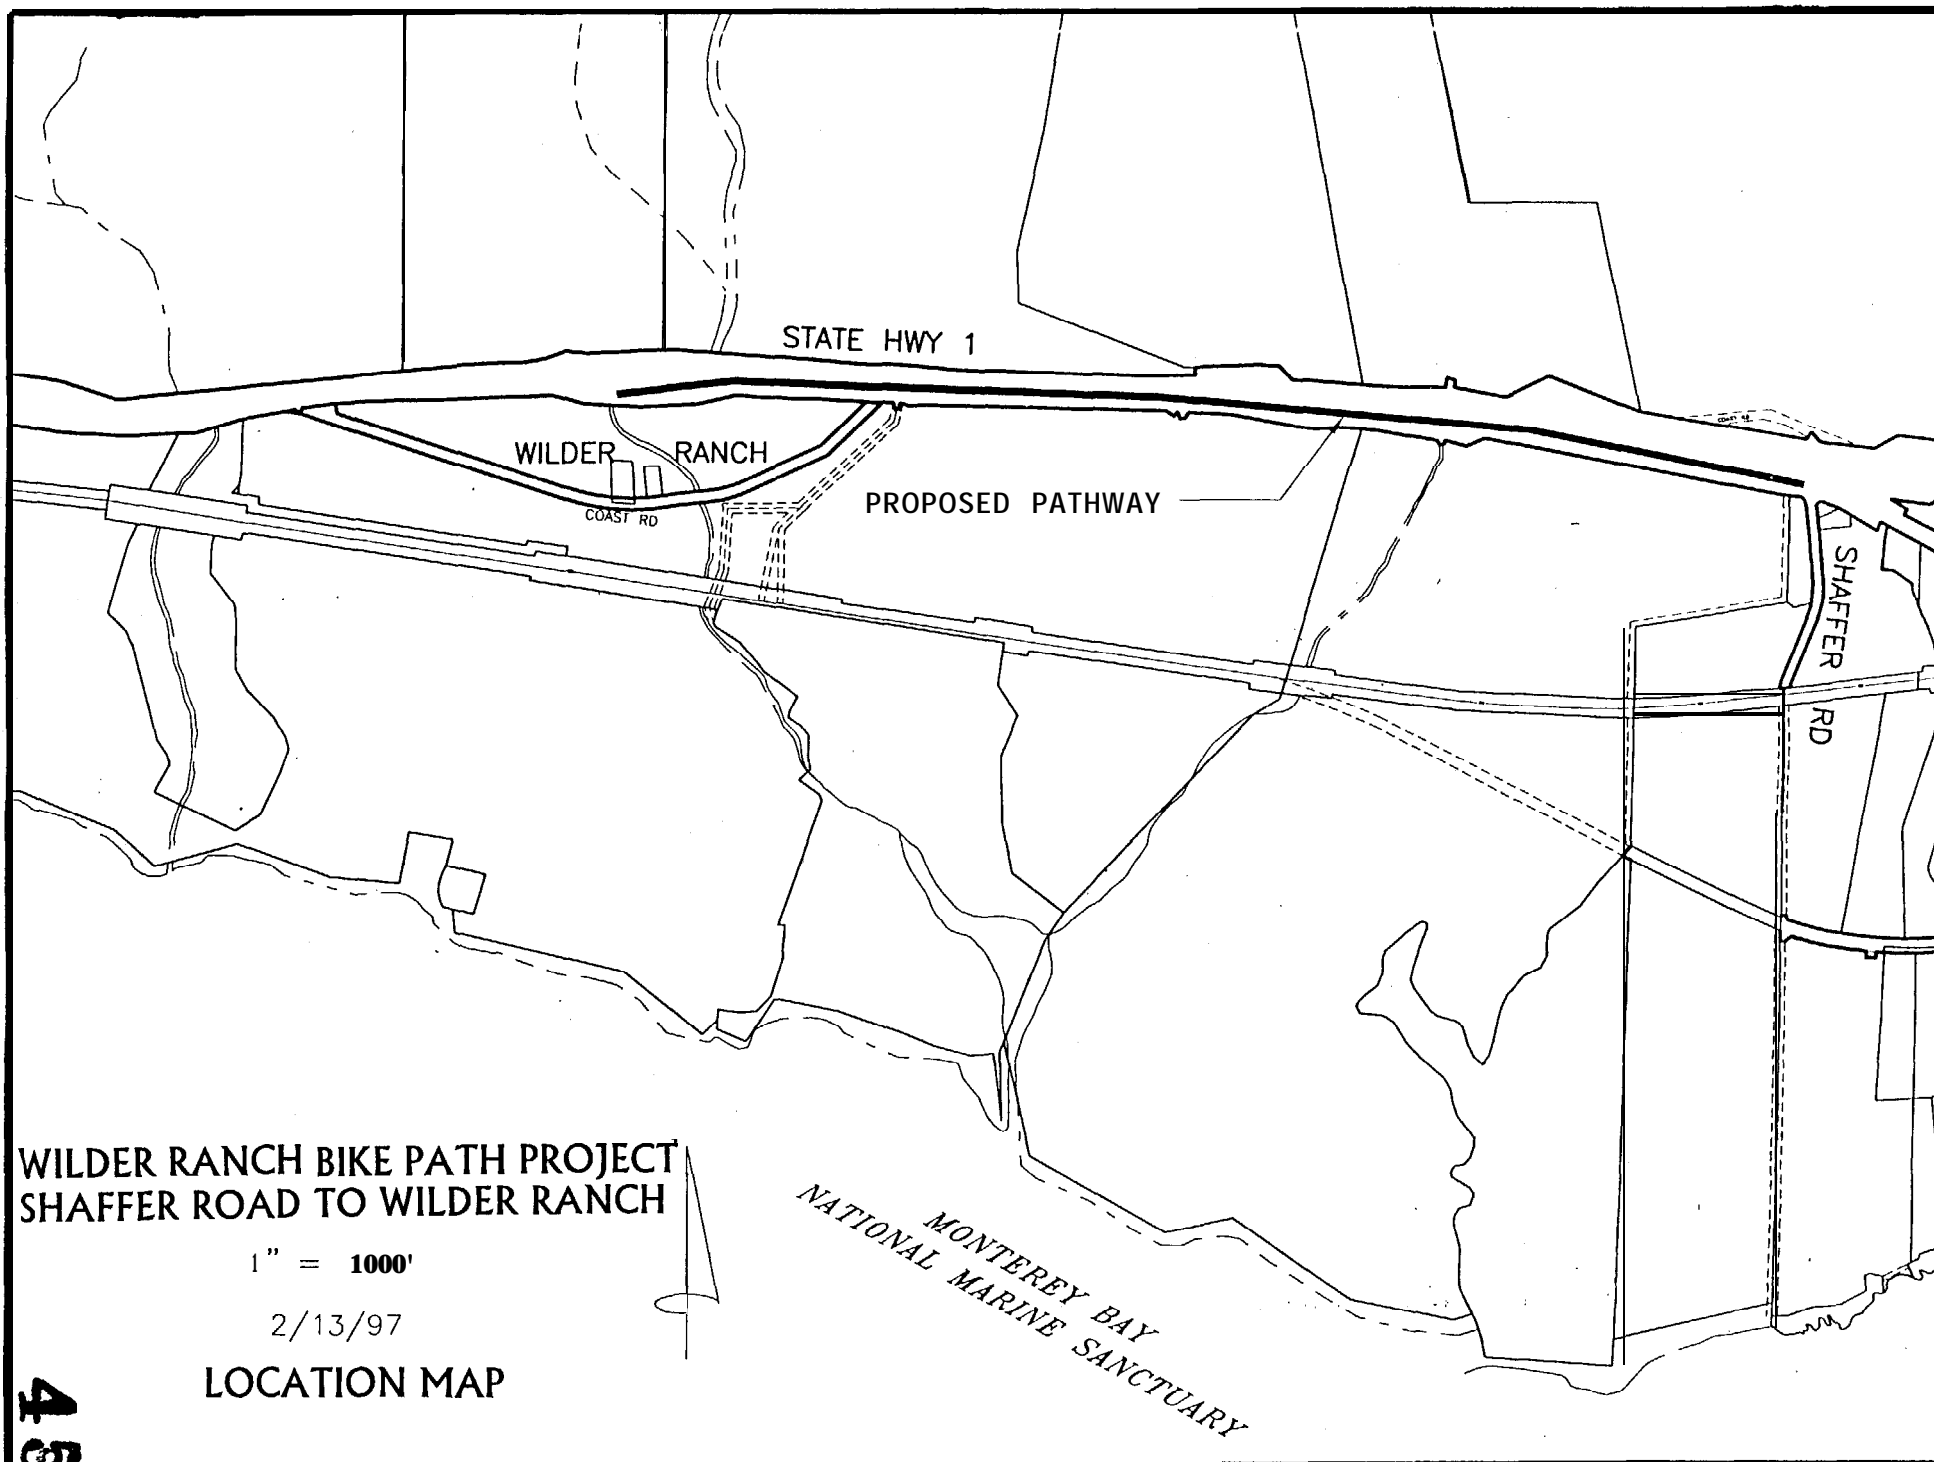 STATE HWY 1
WILDER RANCH
COAST RD
PROPOSED PATHWAY
SHAFFER RD
WILDER RANCH BIKE PATH PROJECT
SHAFFER ROAD TO WILDER RANCH
1" = 1000'
2/13/97
LOCATION MAP
MONTEREY BAY
NATIONAL MARINE SANCTUARY